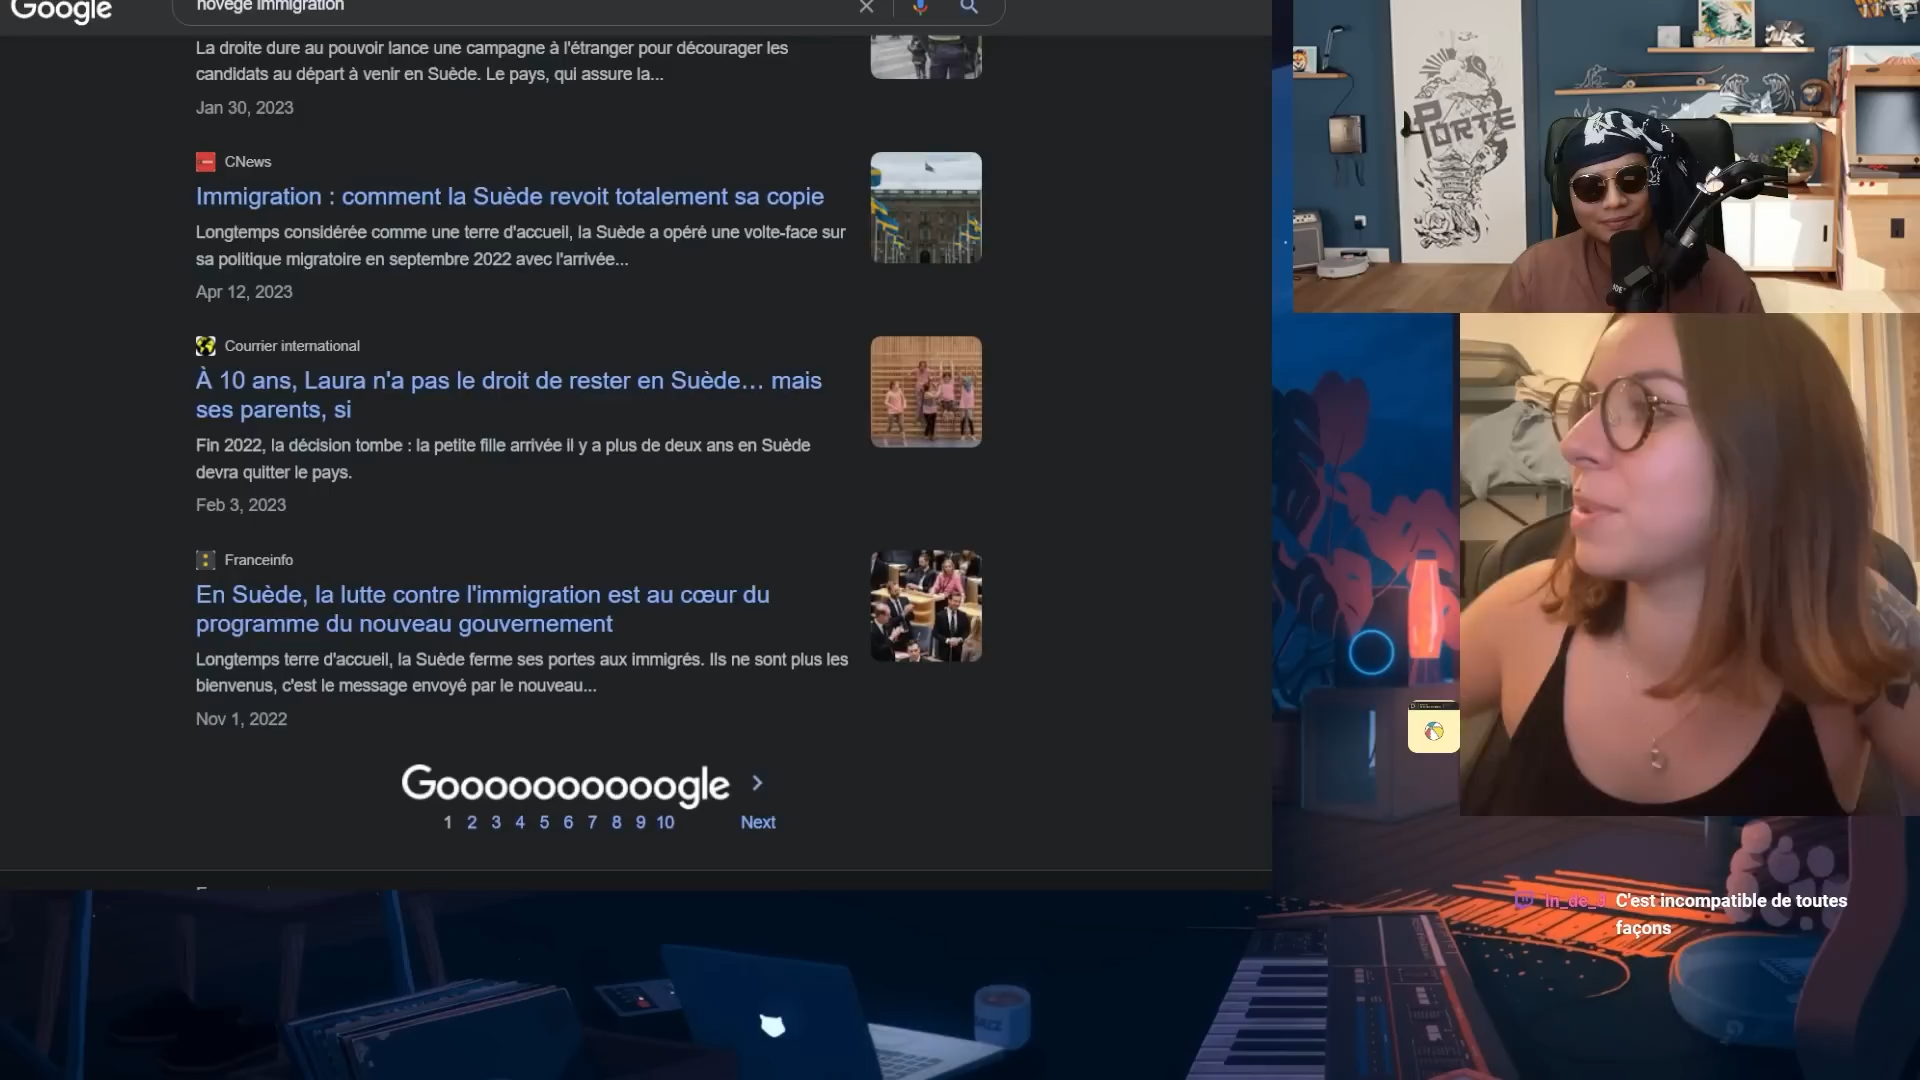 Google
novège immigration
La droite dure au pouvoir lance une campagne à l'étranger pour décourager les
candidats au départ à venir en Suède. Le pays, qui assure la...
Jan 30, 2023
CNews
Immigration : comment la Suède revoit totalement sa copie
Longtemps considérée comme une terre d'accueil, la Suède a opéré une volte-face sur
sa politique migratoire en septembre 2022 avec l'arrivée...
Apr 12, 2023
Courrier international
À 10 ans, Laura n'a pas le droit de rester en Suède… mais
ses parents, si
Fin 2022, la décision tombe : la petite fille arrivée il y a plus de deux ans en Suède
devra quitter le pays.
Feb 3, 2023
Franceinfo
En Suède, la lutte contre l'immigration est au cœur du
programme du nouveau gouvernement
Longtemps terre d'accueil, la Suède ferme ses portes aux immigrés. Ils ne sont plus les
bienvenus, c'est le message envoyé par le nouveau...
Nov 1, 2022
Goooooooooogle
1 2 3 4 5 6 7 8 9 10 Next
PORTE
C'est incompatible de toutes
façons